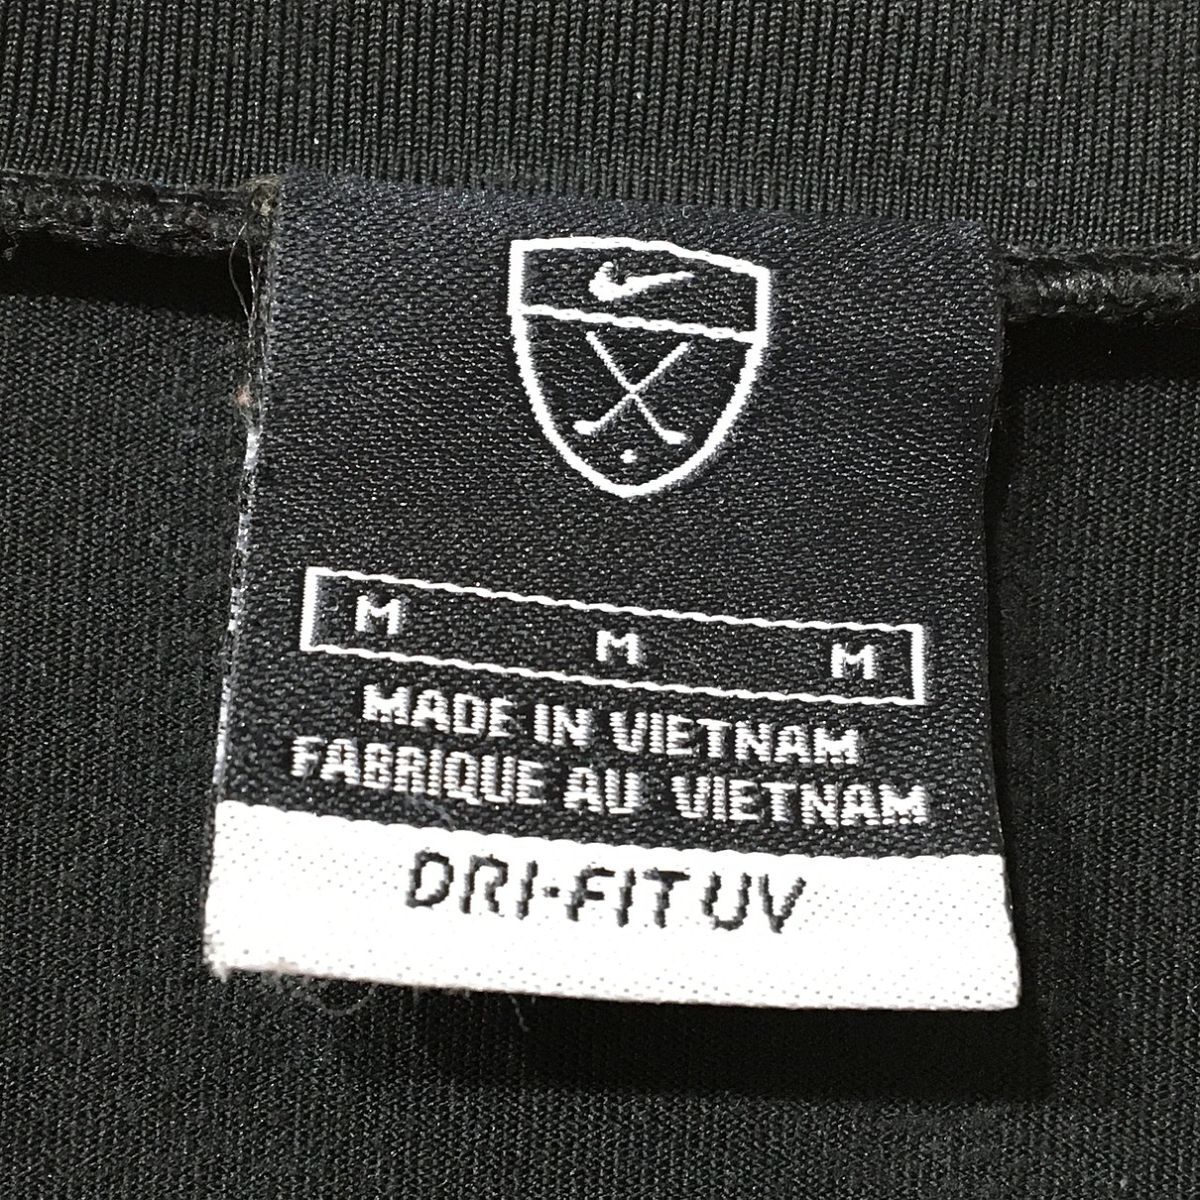 M M M
MADE IN VIETNAM
FABRIQUE AU VIETNAM
DRI-FIT UV